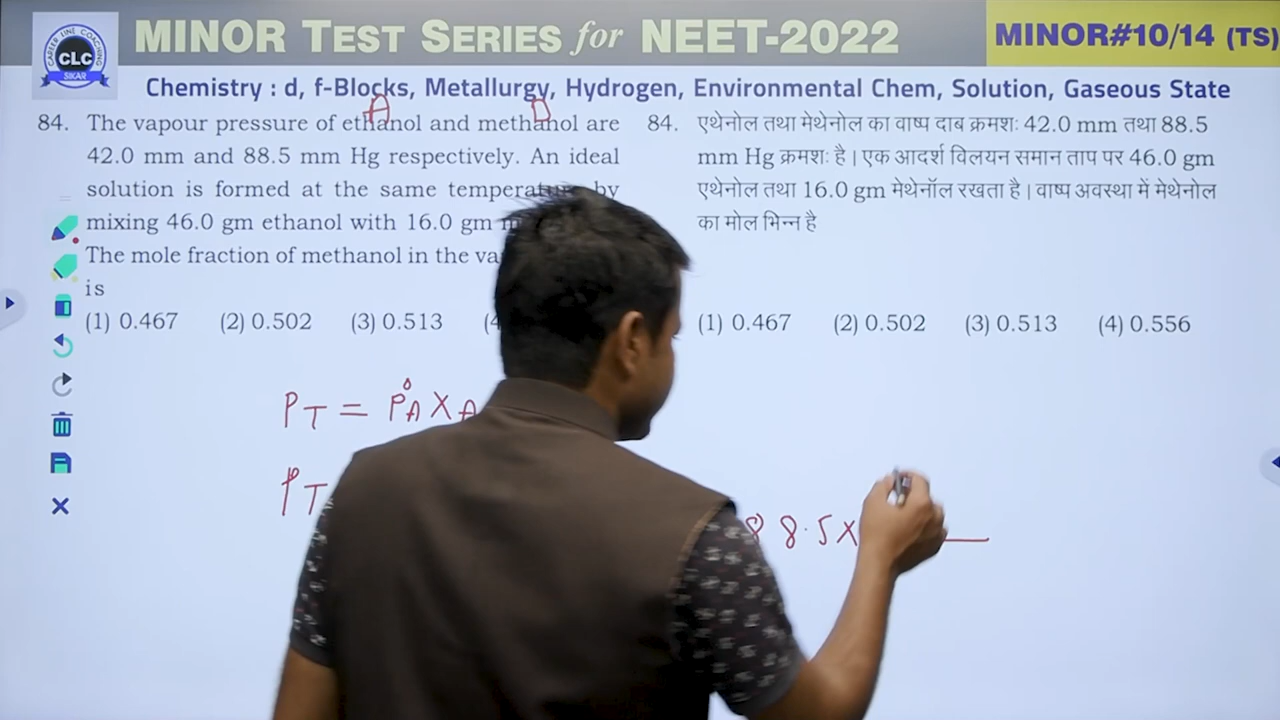 CAREER LINE COACHING
CLC
SIKAR
MINOR TEST SERIES for NEET-2022
MINOR#10/14 (TS)
Chemistry : d, f-Blocks, Metallurgy, Hydrogen, Environmental Chem, Solution, Gaseous State
A
84. The vapour pressure of ethanol and methanol are
42.0 mm and 88.5 mm Hg respectively. An ideal
solution is formed at the same temperature by
mixing 46.0 gm ethanol with 16.0 gm
The mole fraction of methanol in the
is
(1) 0.467 (2) 0.502 (3) 0.513
84. एथेनोल तथा मेथेनोल का वाष्प दाब क्रमशः 42.0 mm तथा 88.5
mm Hg क्रमशः है। एक आदर्श विलयन समान ताप पर 46.0 gm
एथेनोल तथा 16.0 gm मेथेनॉल रखता है। वाष्प अवस्था में मेथेनोल
का मोल भिन्न है
(1) 0.467 (2) 0.502 (3) 0.513 (4) 0.556
PT = P°A XA
PT
88.5 X